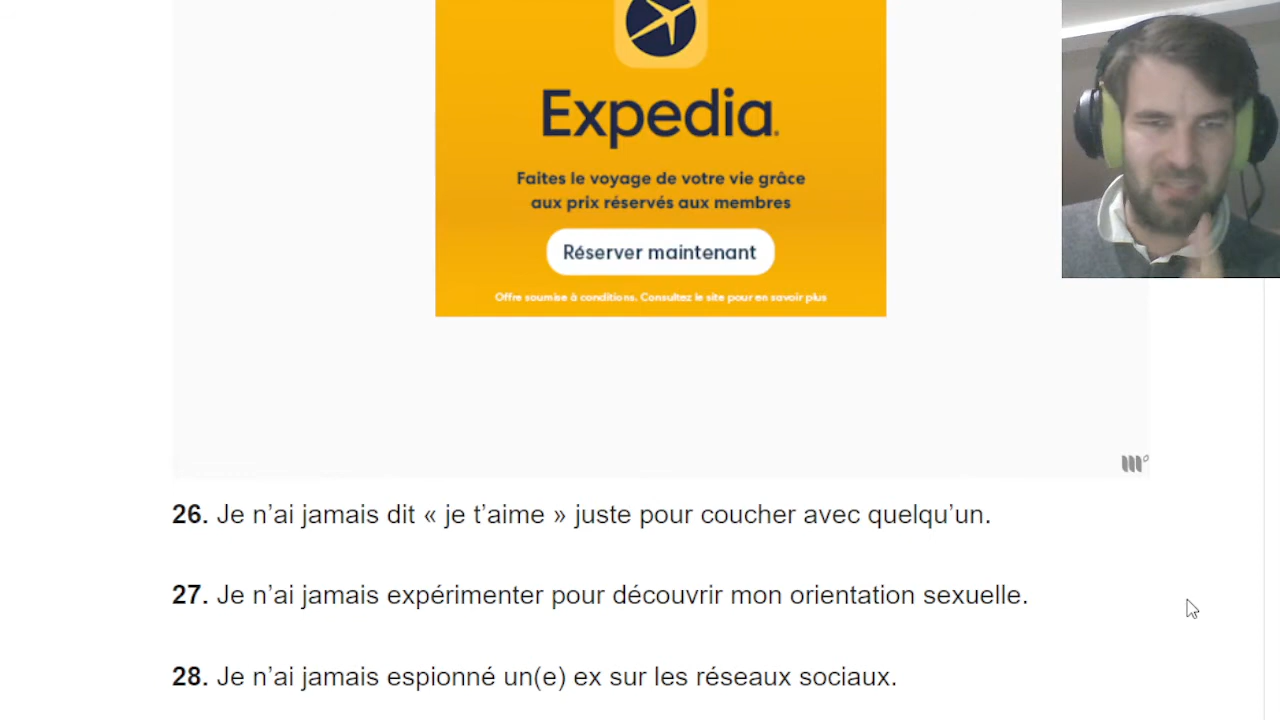 Expedia.
Faites le voyage de votre vie grâce
aux prix réservés aux membres
Réserver maintenant
Offre soumise à conditions. Consultez le site pour en savoir plus
26. Je n’ai jamais dit « je t’aime » juste pour coucher avec quelqu’un.
27. Je n’ai jamais expérimenter pour découvrir mon orientation sexuelle.
28. Je n’ai jamais espionné un(e) ex sur les réseaux sociaux.